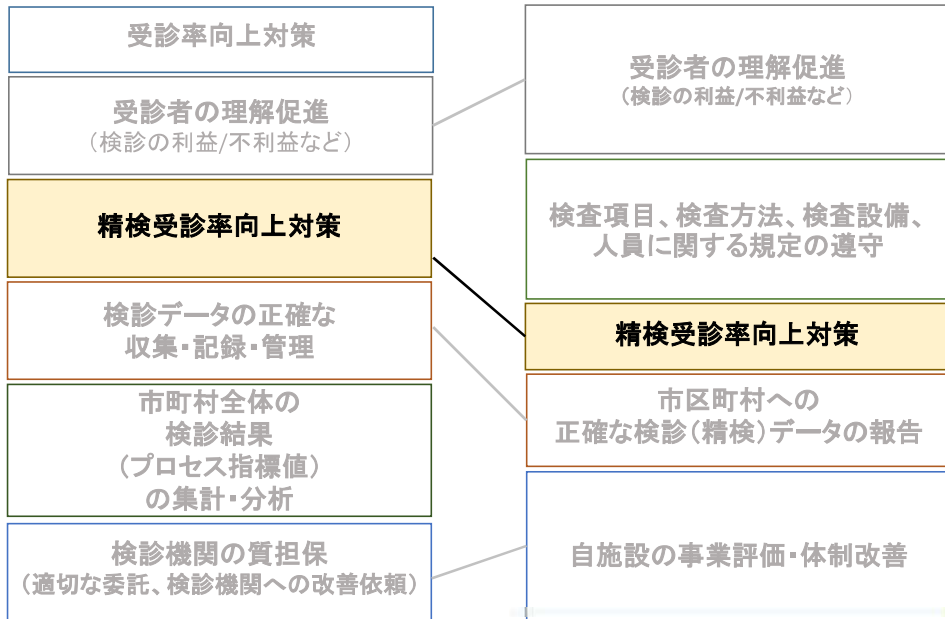 受診率向上対策
受診者の理解促進
（検診の利益/不利益など）
精検受診率向上対策
検診データの正確な
収集・記録・管理
市町村全体の
検診結果
（プロセス指標値）
の集計・分析
検診機関の質担保
（適切な委託、検診機関への改善依頼）
受診者の理解促進
（検診の利益/不利益など）
検査項目、検査方法、検査設備、
人員に関する規定の遵守
精検受診率向上対策
市区町村への
正確な検診（精検）データの報告
自施設の事業評価・体制改善